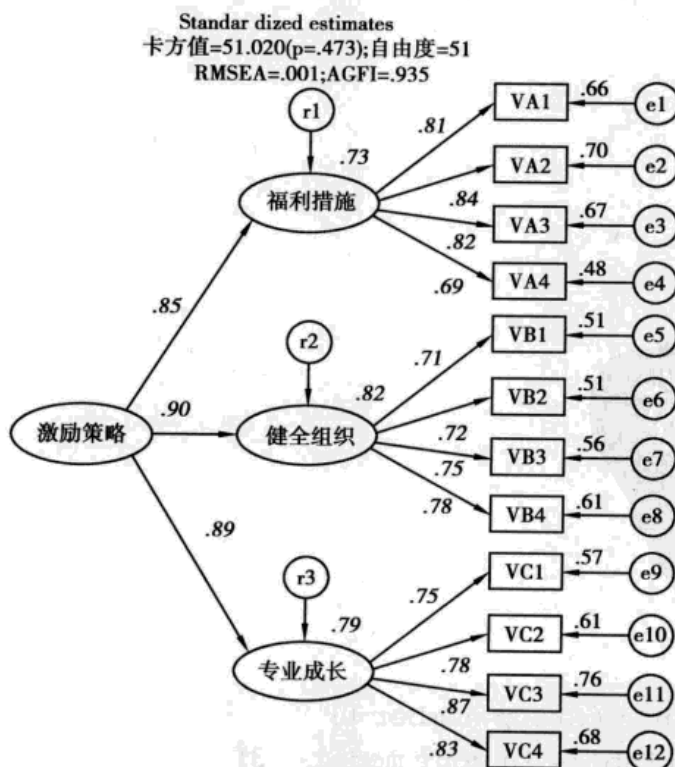 Standar dized estimates
卡方值=51.020(p=.473);自由度=51
RMSEA=.001;AGFI=.935
r1
.73
福利措施
.81
.84
.82
.69
VA1
.66
e1
VA2
.70
e2
VA3
.67
e3
VA4
.48
e4
.85
r2
.82
.90
激励策略
健全组织
.71
.72
.75
.78
VB1
.51
e5
VB2
.51
e6
VB3
.56
e7
VB4
.61
e8
.89
r3
.79
专业成长
.75
.78
.87
.83
VC1
.57
e9
VC2
.61
e10
VC3
.76
e11
VC4
.68
e12